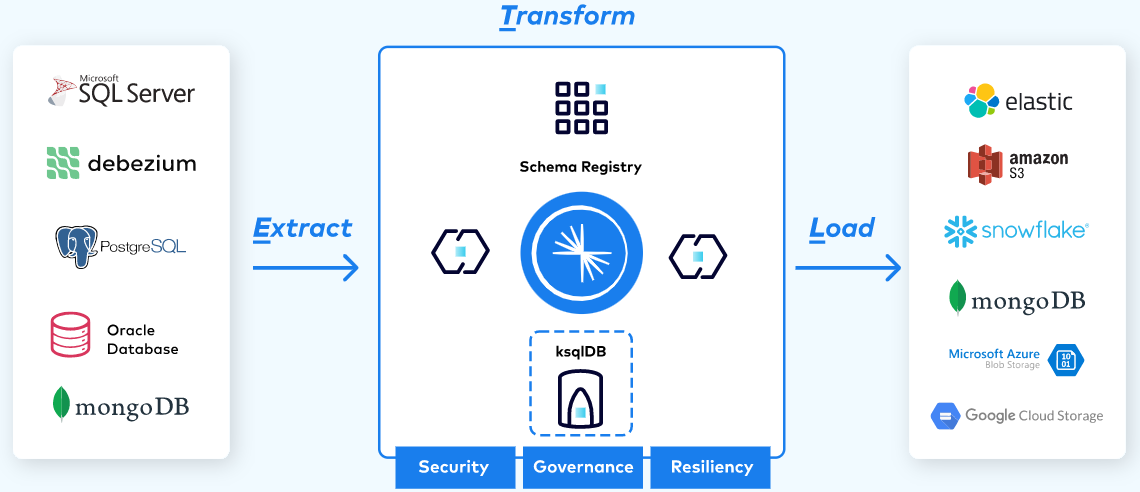 Transform
Microsoft
SQL Server
debezium
PostgreSQL
Oracle
Database
mongoDB
Extract
Schema Registry
ksqlDB
Security
Governance
Resiliency
Load
elastic
amazon
S3
snowflake®
mongoDB
Microsoft Azure
Blob Storage
10
01
Google Cloud Storage